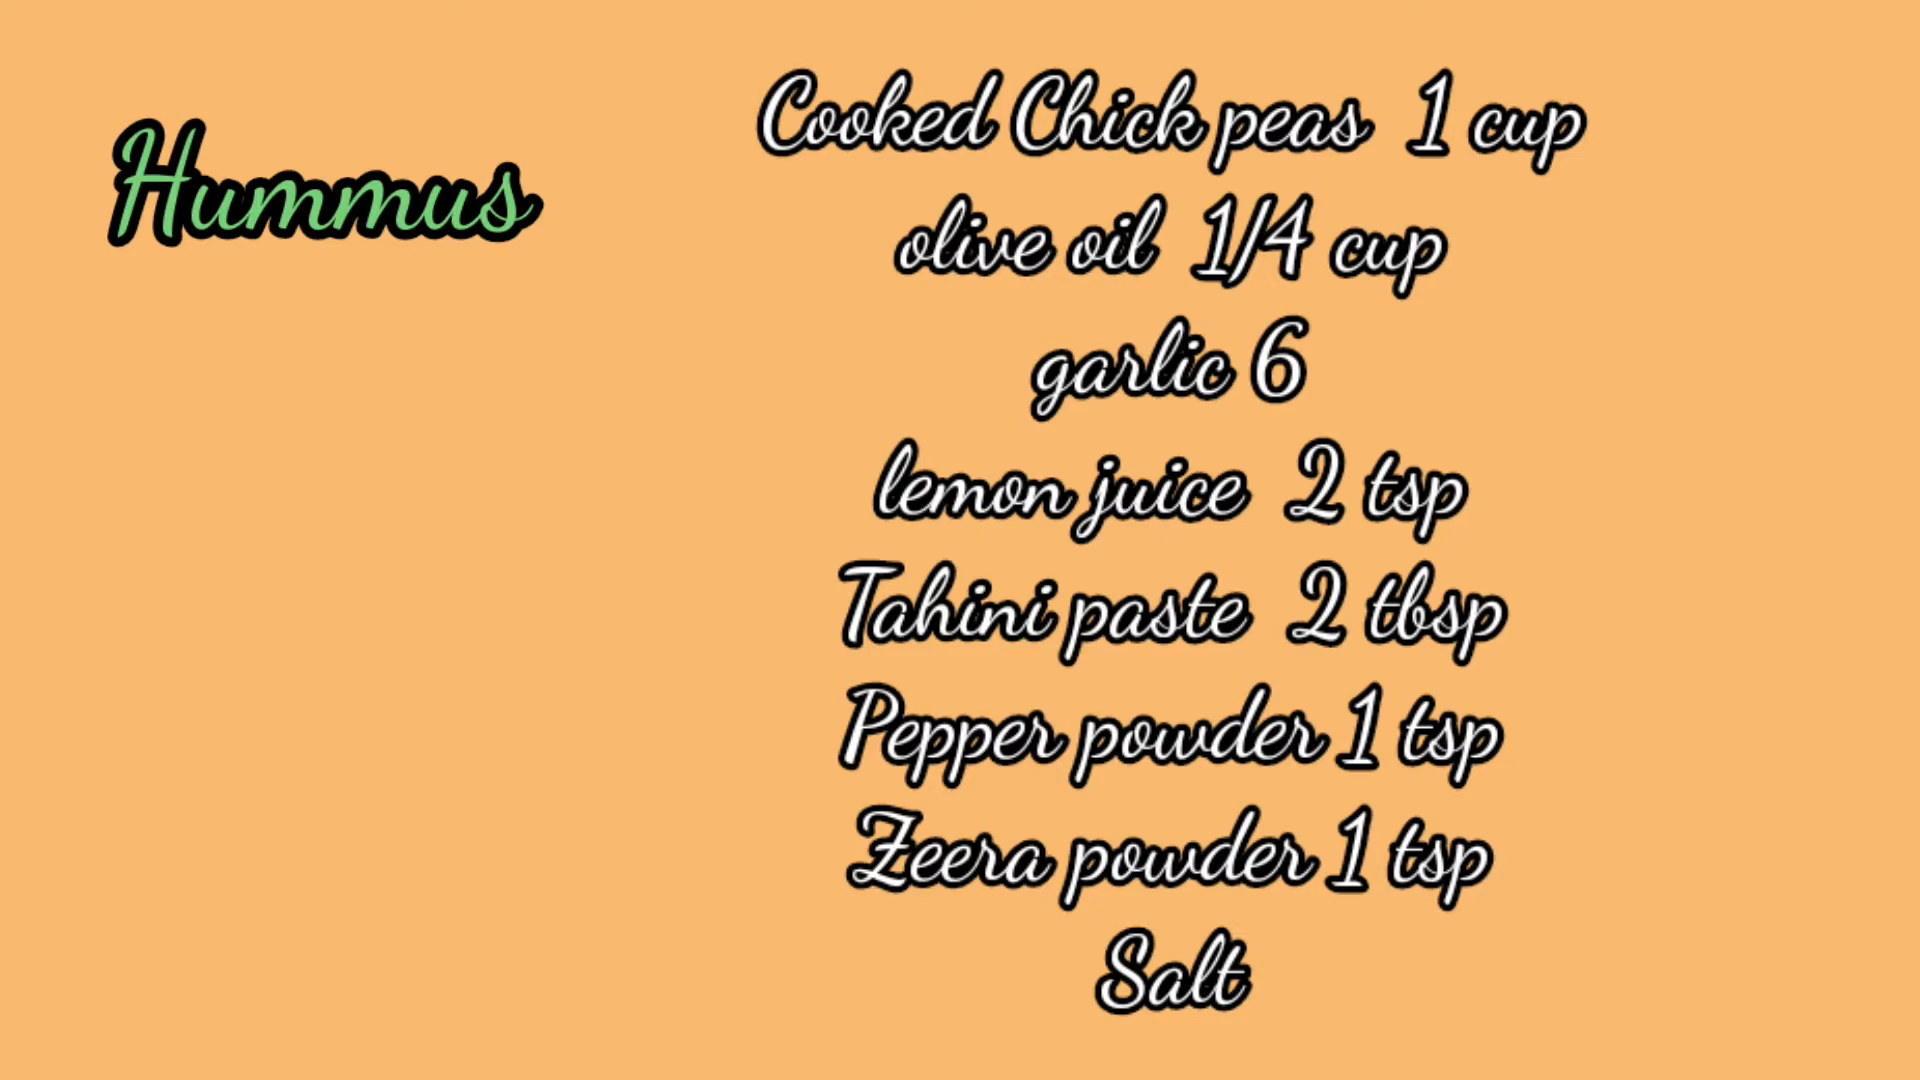 Hummus
Cooked Chick peas 1 cup
olive oil 1/4 cup
garlic 6
lemon juice 2 tsp
Tahini paste 2 tbsp
Pepper powder 1 tsp
Zeera powder 1 tsp
Salt